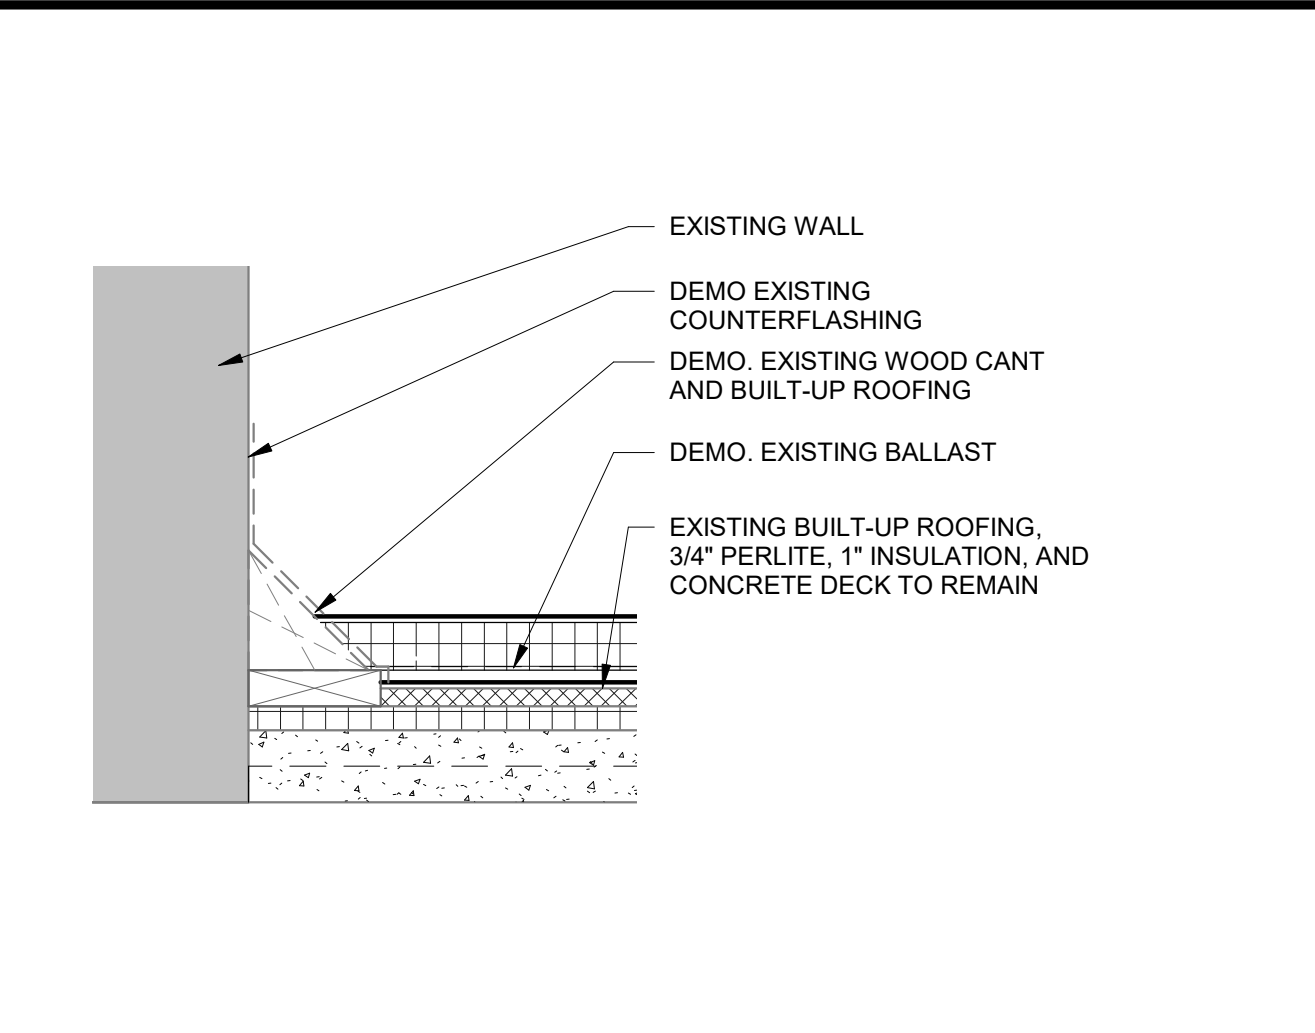 EXISTING WALL
DEMO EXISTING
COUNTERFLASHING
DEMO. EXISTING WOOD CANT
AND BUILT-UP ROOFING
DEMO. EXISTING BALLAST
EXISTING BUILT-UP ROOFING,
3/4" PERLITE, 1" INSULATION, AND
CONCRETE DECK TO REMAIN